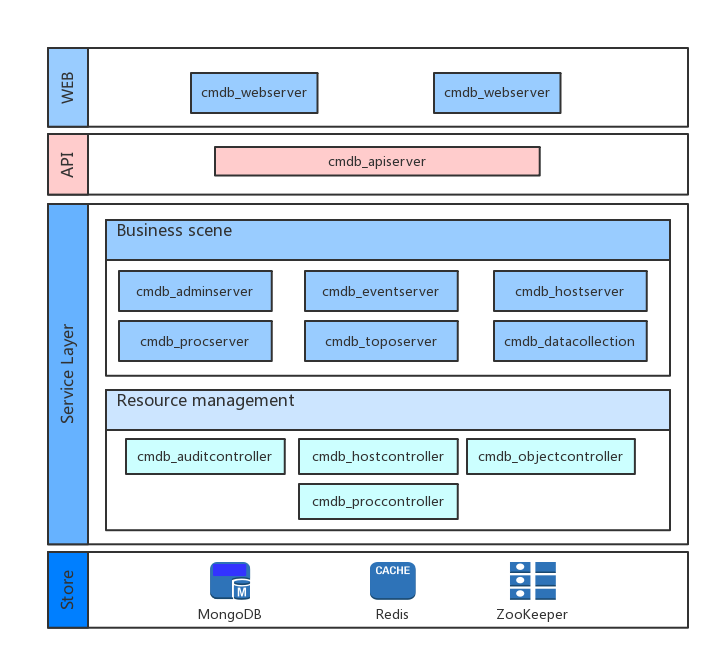 WEB
cmdb_webserver
cmdb_webserver
API
cmdb_apiserver
Service Layer
Business scene
cmdb_adminserver
cmdb_eventserver
cmdb_hostserver
cmdb_procserver
cmdb_toposerver
cmdb_datacollection
Resource management
cmdb_auditcontroller
cmdb_hostcontroller
cmdb_objectcontroller
cmdb_proccontroller
Store
M
CACHE
MongoDB
Redis
ZooKeeper